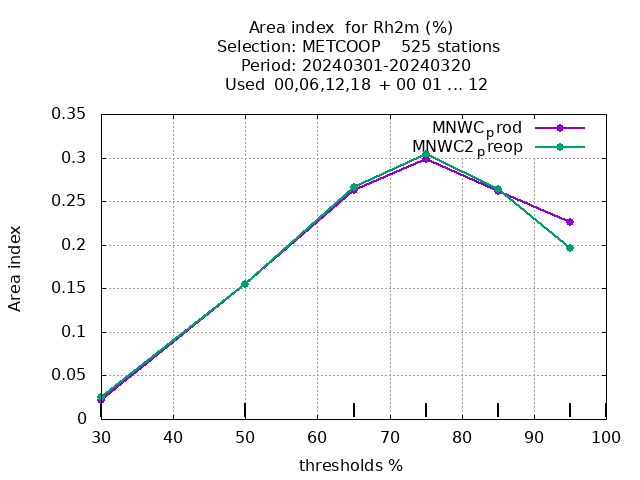 Area index for Rh2m (%)
Selection: METCOOP 525 stations
Period: 20240301-20240320
Used 00,06,12,18 + 00 01 ... 12
MNWCprod
MNWC2preop
0.35
0.3
0.25
0.2
0.15
0.1
0.05
0
Area index
30 40 50 60 70 80 90 100
thresholds %